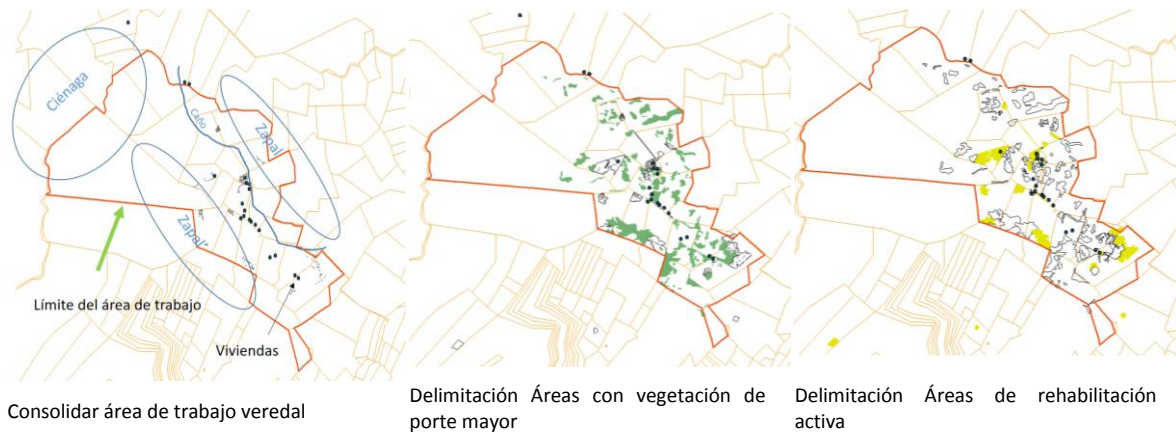 Ciénaga
Caño
Zapal
Zapal*
Límite del área de trabajo
Viviendas
Consolidar área de trabajo veredal
Delimitación Áreas con vegetación de
porte mayor
Delimitación Áreas de rehabilitación
activa